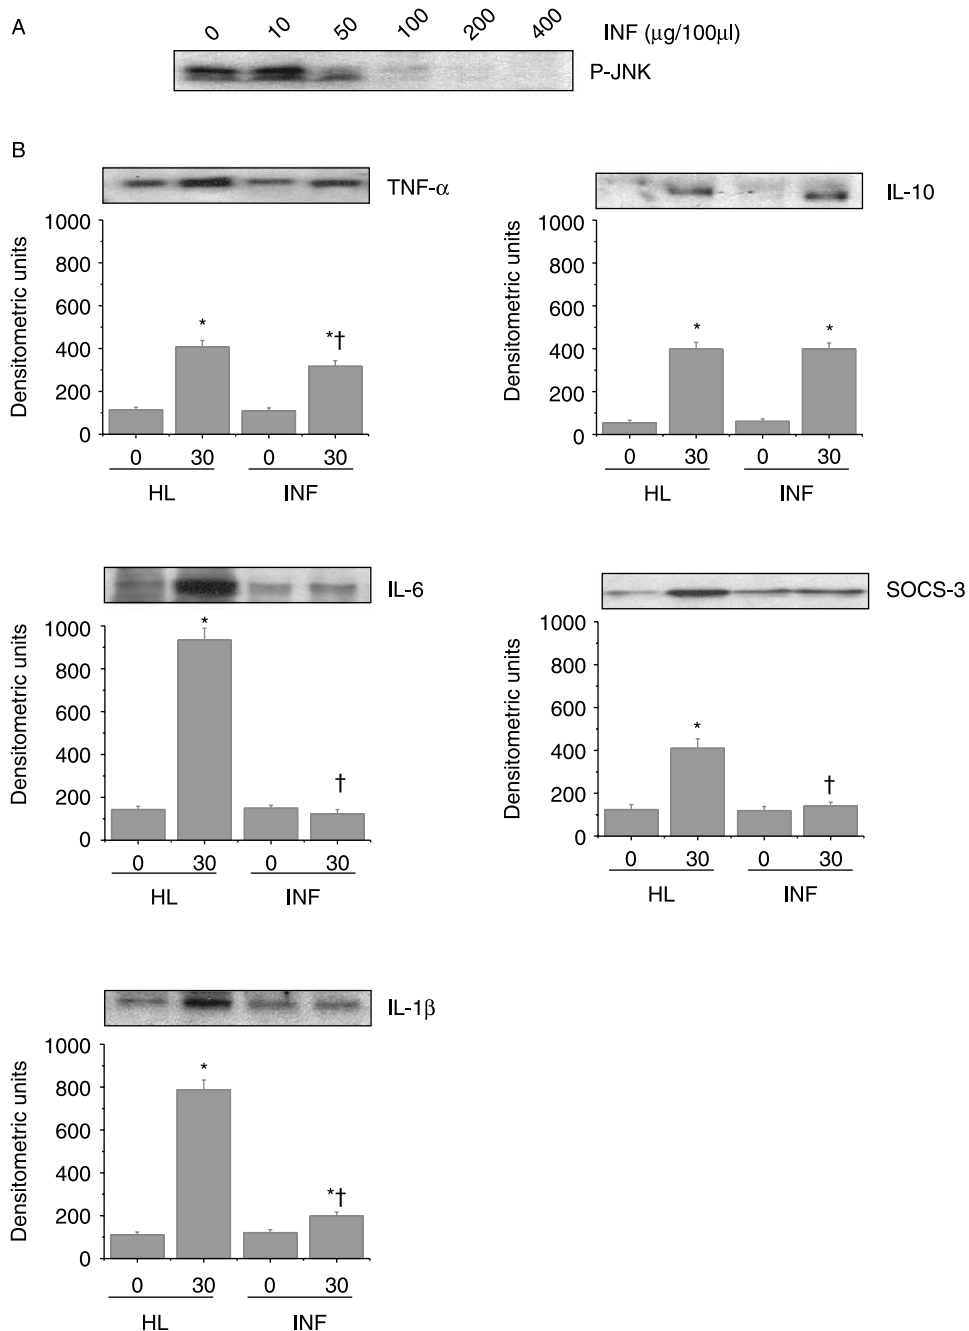 A
0 10 50 100 200 400 INF (μg/100μl)
P-JNK
B
TNF-α
1000
800
600
400
200
0
Densitometric units
*
*†
0 30 0 30
HL INF
IL-10
1000
800
600
400
200
0
Densitometric units
*
*
0 30 0 30
HL INF
IL-6
1000
800
600
400
200
0
Densitometric units
*
†
0 30 0 30
HL INF
SOCS-3
1000
800
600
400
200
0
Densitometric units
*
†
0 30 0 30
HL INF
IL-1β
1000
800
600
400
200
0
Densitometric units
*
*†
0 30 0 30
HL INF